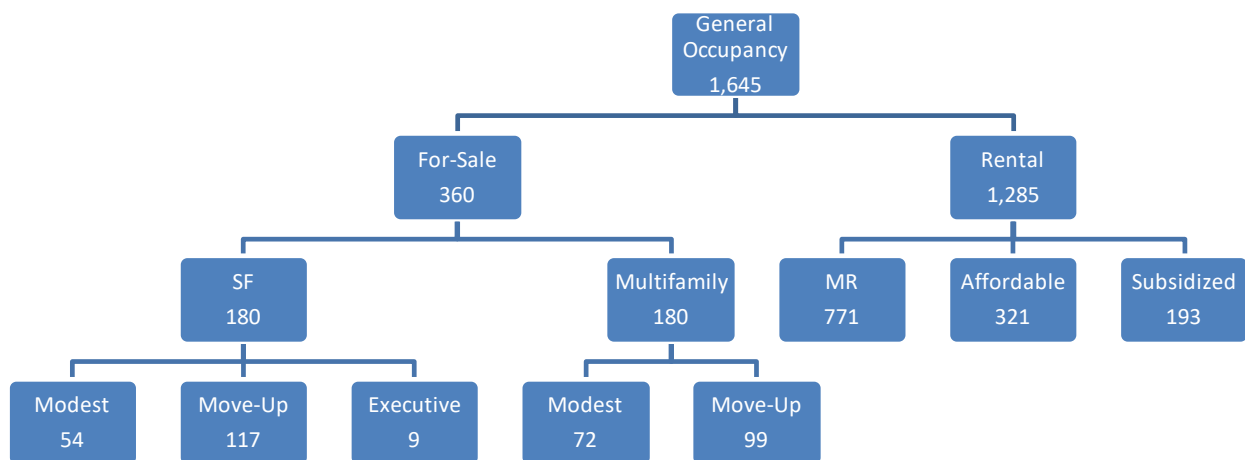 General
Occupancy
1,645
For-Sale
360
Rental
1,285
SF
180
Multifamily
180
MR
771
Affordable
321
Subsidized
193
Modest
54
Move-Up
117
Executive
9
Modest
72
Move-Up
99